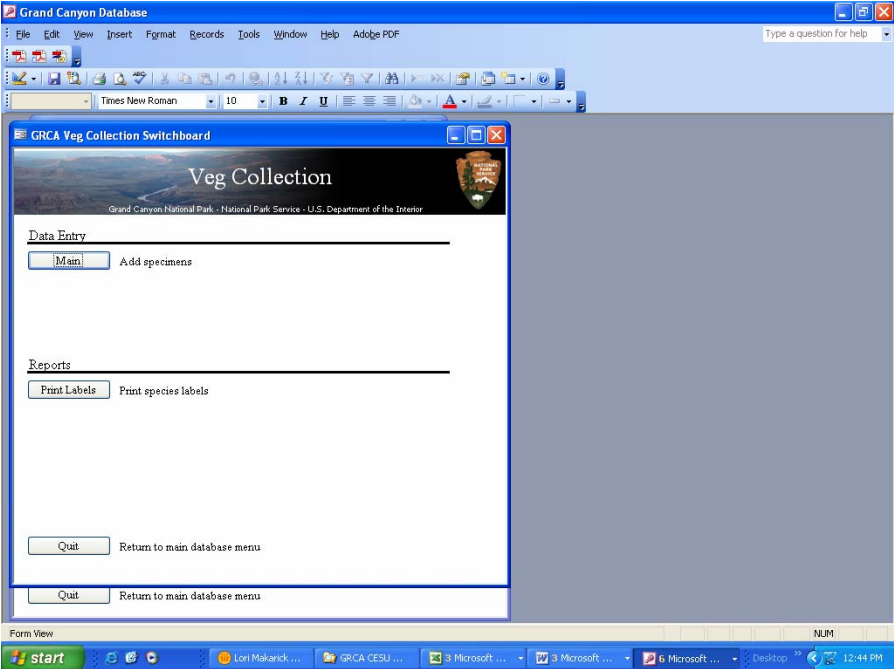 Grand Canyon Database
File Edit View Insert Format Records Tools Window Help Adobe PDF Type a question for help
Times New Roman 10 B I U A
GRCA Veg Collection Switchboard
Veg Collection
NATIONAL PARK SERVICE
Grand Canyon National Park - National Park Service - U.S. Department of the Interior
Data Entry
Main Add specimens
Reports
Print Labels Print species labels
Quit Return to main database menu
Quit Return to main database menu
Form View NUM
start Lori Makarick ... GRCA CESU ... 3 Microsoft ... 3 Microsoft ... 6 Microsoft ... Desktop 12:44 PM